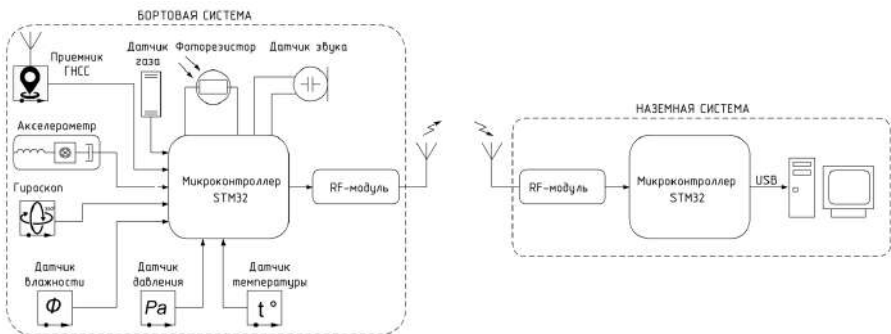 БОРТОВАЯ СИСТЕМА
Приемник
ГНСС
Датчик
газа
Фоторезистор
Датчик звука
Акселерометр
Гироскоп
Микроконтроллер
STM32
RF-модуль
Датчик
влажности
Ф
Датчик
давления
Pa
Датчик
температуры
t°
НАЗЕМНАЯ СИСТЕМА
RF-модуль
Микроконтроллер
STM32
USB